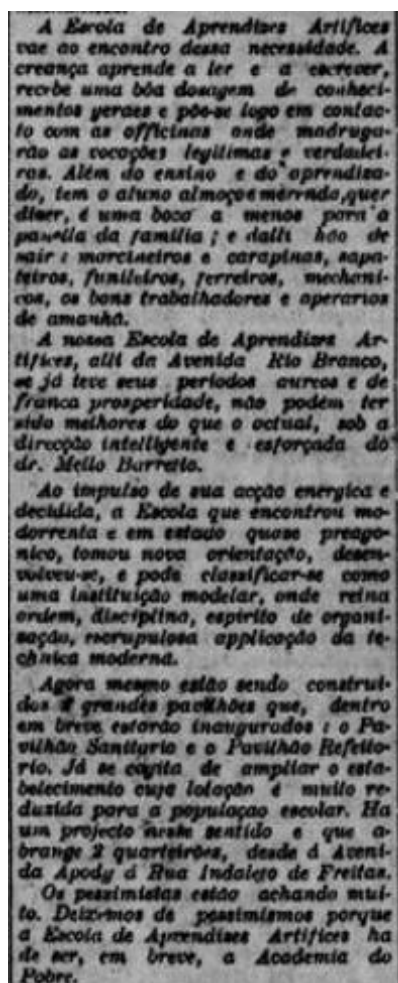 A Escola de Aprendises Artifices
vae ao encontro dessa necessidade. A
creança aprende a ler e a escrever,
recebe uma bôa dosagem de conheci-
mentos geraes e põe-se logo em contac-
to com as officinas onde madruga-
rão as vocações legitimas e verdadei-
ras. Além do ensino e do aprendiza-
do, tem o aluno almoço e merenda, quer
diser, é uma boca a menos para a
panella da familia ; e dalli hão de
sair : marcineiros e carapinas, sapa-
teiros, funileiros, ferreiros, mechani-
cos, os bons trabalhadores e operarios
de amanhã.
A nossa Escola de Aprendises Ar-
tifices, alli da Avenida Rio Branco,
se já teve seus periodos aureos e de
franca prosperidade, não podem ter
sido melhores do que o actual, sob a
direcção intelligente e esforçada do
dr. Mello Barretto.
Ao impulso de sua acção energica e
decidida, a Escola que encontrou mo-
dorrenta e em estado quase preago-
nico, tomou nova orientação, desen-
volveu-se, e pode classificar-se como
uma instituição modelar, onde reina
ordem, disciplina, espirito de organi-
sação, escrupulosa applicação da te-
chnica moderna.
Agora mesmo estão sendo construi-
dos 2 grandes pavilhões que, dentro
em breve estarão inaugurados : o Pa-
vilhão Sanitario e o Pavilhão Refeito-
rio. Já se cogita de ampliar o esta-
belecimento cuja lotação é muito re-
duzida para a população escolar. Ha
um projecto nesse sentido e que a-
brange 2 quarteirões, desde á Aveni-
da Apody á Rua Indaleto de Freitas.
Os pessimistas estão achando mui-
to. Deixemos de pessimismos porque
a Escola de Aprendises Artifices ha
de ser, em breve, a Academia do
Pobre.